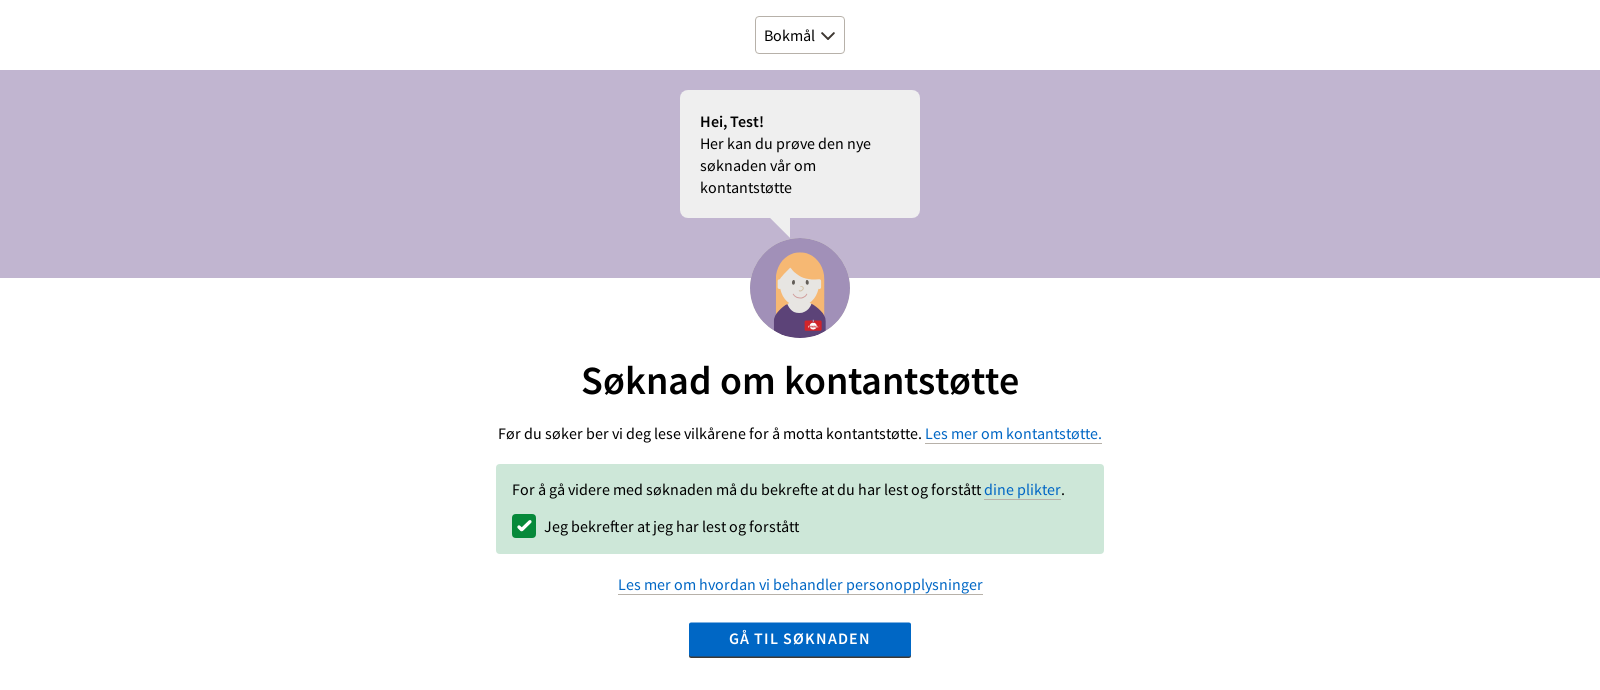 Bokmål
Hei, Test!
Her kan du prøve den nye
søknaden vår om
kontantstøtte
Søknad om kontantstøtte
Før du søker ber vi deg lese vilkårene for å motta kontantstøtte. Les mer om kontantstøtte.
For å gå videre med søknaden må du bekrefte at du har lest og forstått dine plikter.
Jeg bekrefter at jeg har lest og forstått
Les mer om hvordan vi behandler personopplysninger
GÅ TIL SØKNADEN